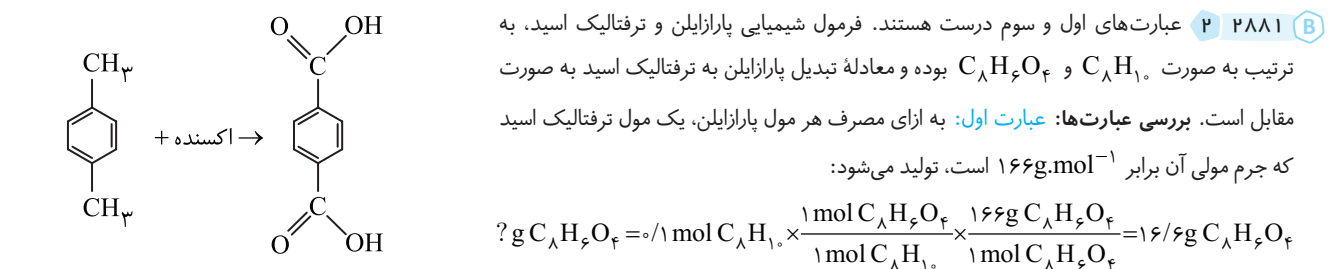 B ۲۸۸۱ ۲ عبارت‌های اول و سوم درست هستند. فرمول شیمیایی پارازایلن و ترفتالیک اسید، به
ترتیب به صورت C₈H₁₀ و C₈H₆O₄ بوده و معادلهٔ تبدیل پارازایلن به ترفتالیک اسید به صورت
مقابل است. بررسی عبارت‌ها: عبارت اول: به ازای مصرف هر مول پارازایلن، یک مول ترفتالیک اسید
که جرم مولی آن برابر ۱۶۶g.mol⁻¹ است، تولید می‌شود:
? g C₈H₆O₄ = ۰/۱ mol C₈H₁₀ × (۱ mol C₈H₆O₄ / ۱ mol C₈H₁₀) × (۱۶۶g C₈H₆O₄ / ۱ mol C₈H₆O₄) = ۱۶/۶g C₈H₆O₄
CH₃
CH₃
+ اکسنده →
O OH
C
C
O OH